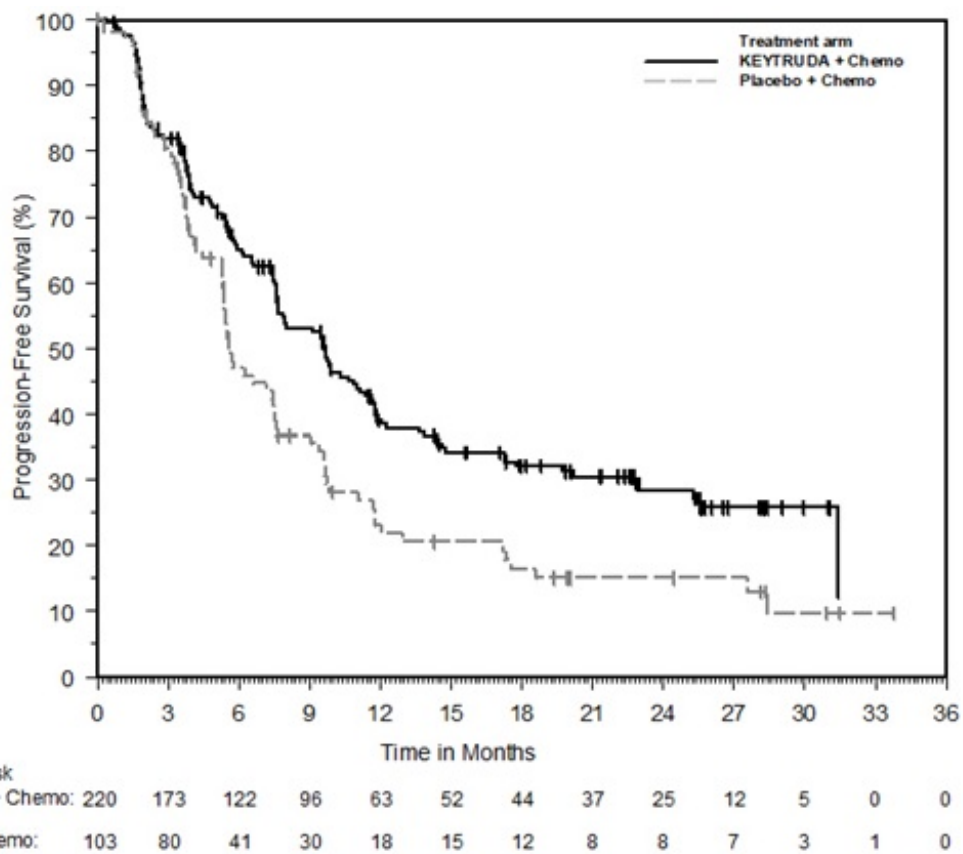 Treatment arm
KEYTRUDA + Chemo
Placebo + Chemo
Progression-Free Survival (%)
100
90
80
70
60
50
40
30
20
10
0
0 3 6 9 12 15 18 21 24 27 30 33 36
Time in Months
sk
Chemo: 220 173 122 96 63 52 44 37 25 12 5 0 0
emo: 103 80 41 30 18 15 12 8 8 7 3 1 0